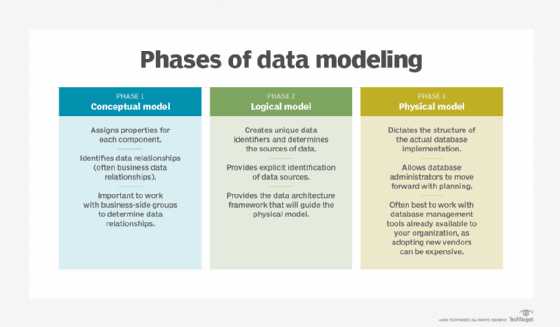 Phases of data modeling
PHASE 1
Conceptual model
Assigns properties for
each component.
Identifies data relationships
(often business data
relationships).
Important to work
with business-side groups
to determine data
relationships.
PHASE 2
Logical model
Creates unique data
identifiers and determines
the sources of data.
Provides explicit identification
of data sources.
Provides the data architecture
framework that will guide the
physical model.
PHASE 3
Physical model
Dictates the structure of
the actual database
implementation.
Allows database
administrators to move
forward with planning.
Often best to work with
database management
tools already available to
your organization, as
adopting new vendors
can be expensive.
TECHTARGET. ALL RIGHTS RESERVED
TechTarget